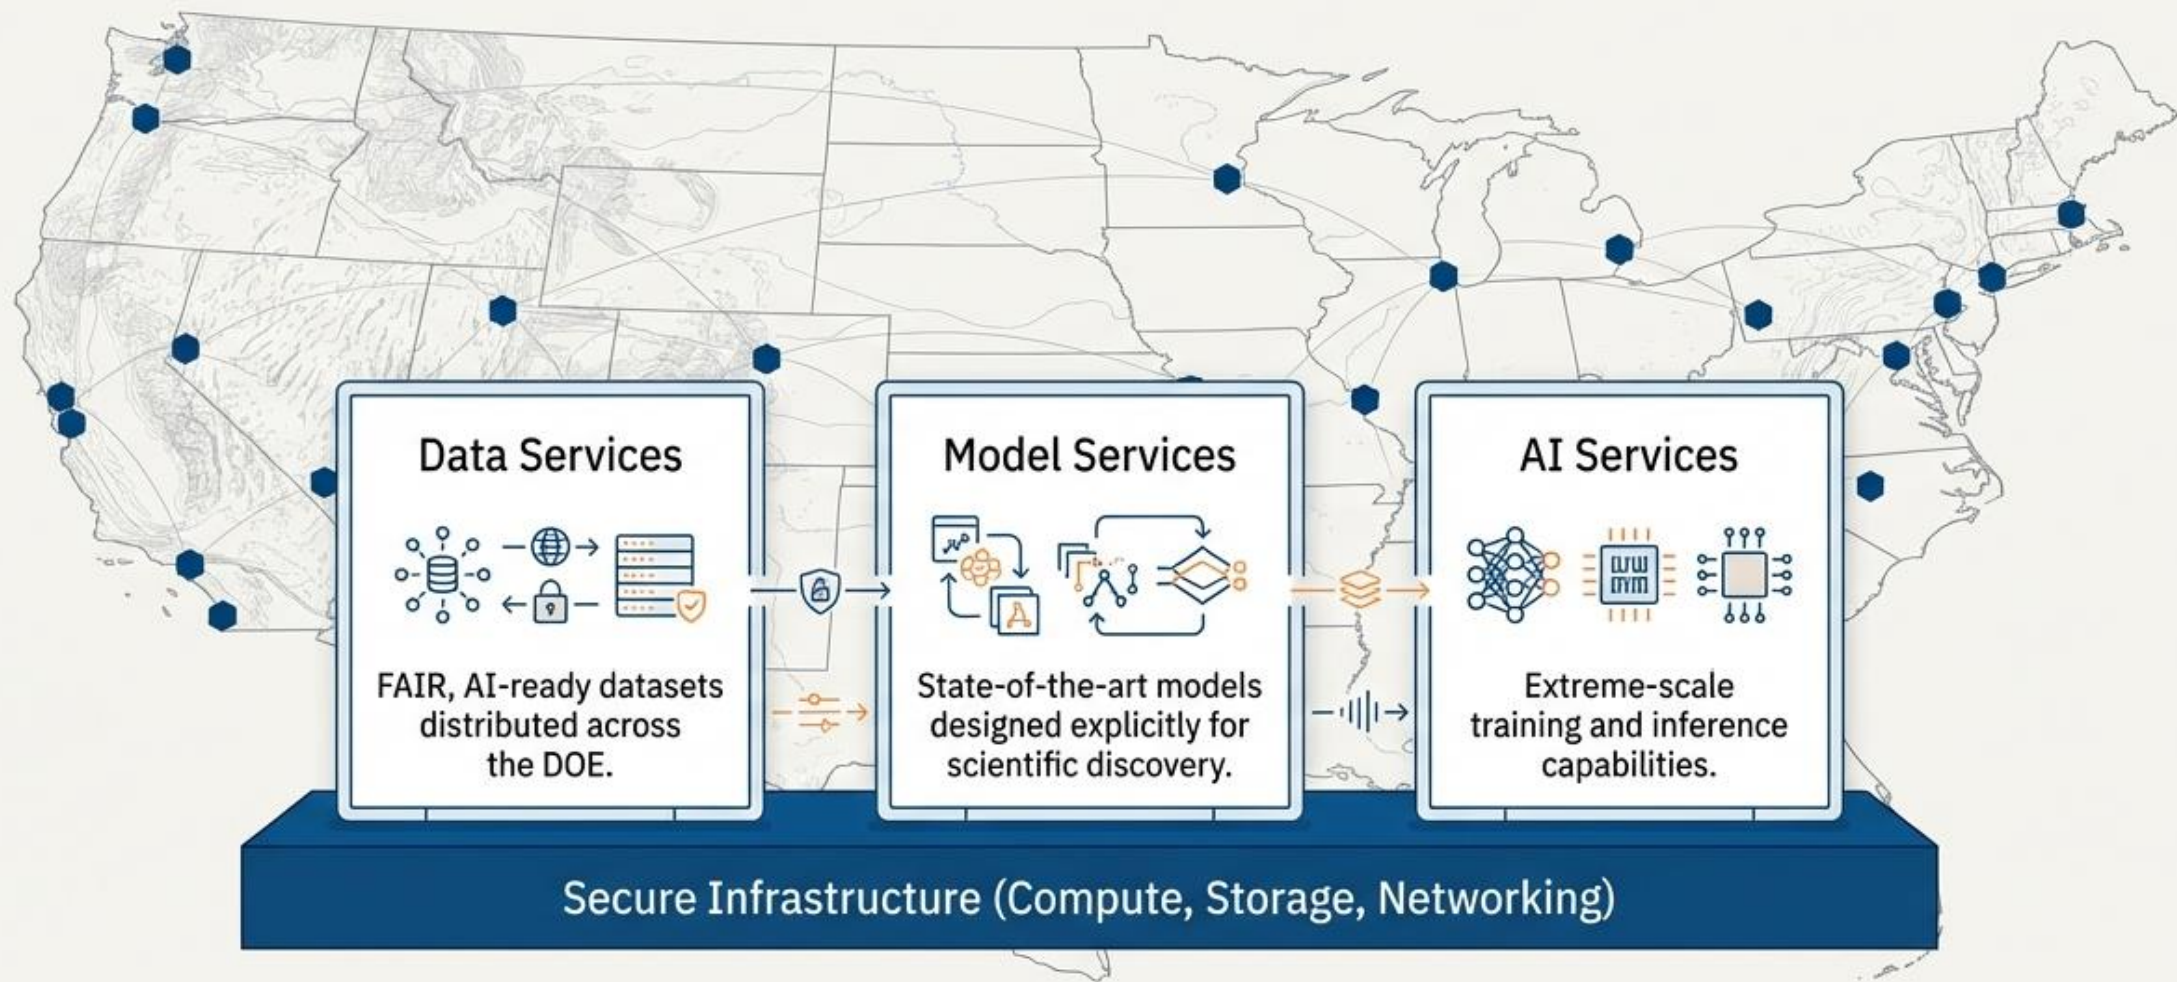 Data Services
FAIR, AI-ready datasets
distributed across
the DOE.
Model Services
State-of-the-art models
designed explicitly for
scientific discovery.
AI Services
Extreme-scale
training and inference
capabilities.
Secure Infrastructure (Compute, Storage, Networking)